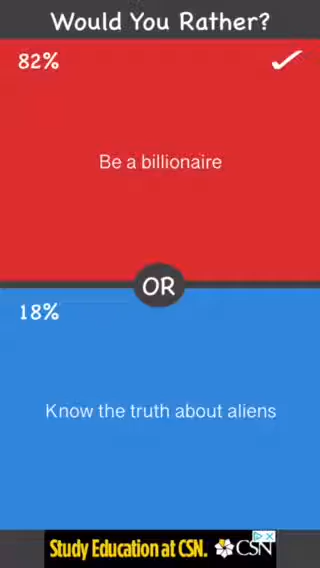 Would You Rather?
82%
Be a billionaire
OR
18%
Know the truth about aliens
Study Education at CSN. CSN